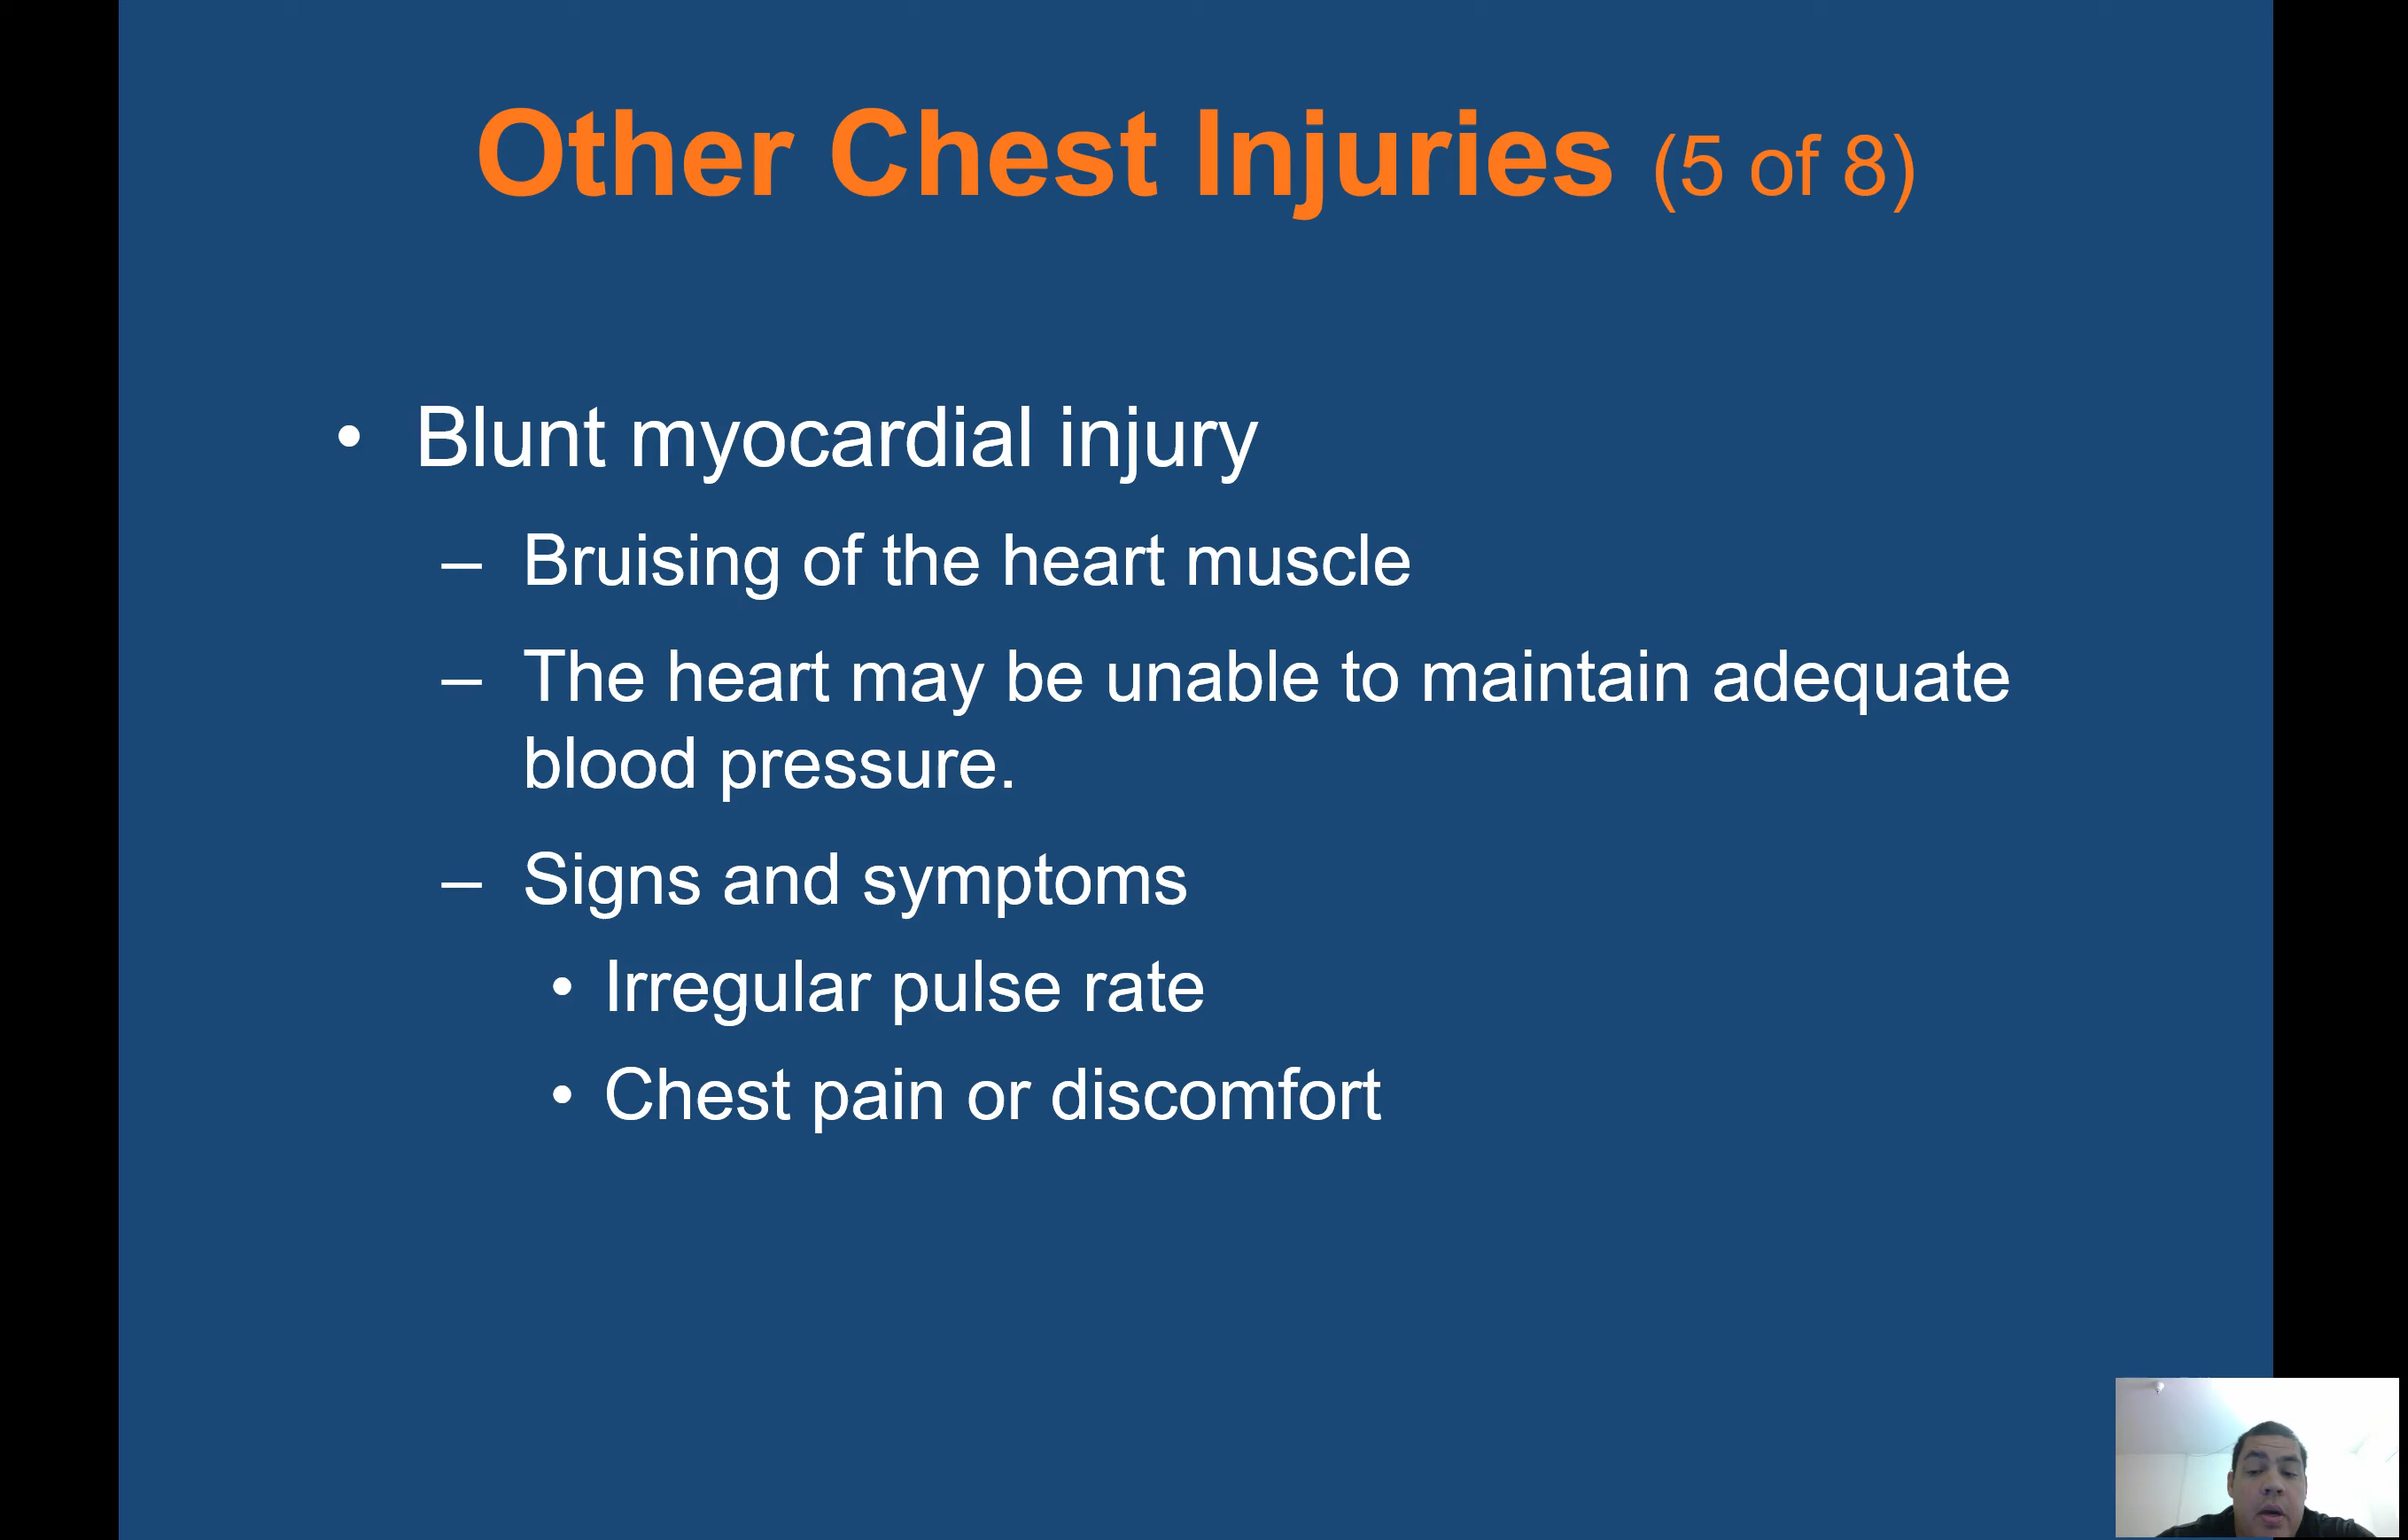 Other Chest Injuries (5 of 8)
• Blunt myocardial injury
– Bruising of the heart muscle
– The heart may be unable to maintain adequate
blood pressure.
– Signs and symptoms
• Irregular pulse rate
• Chest pain or discomfort